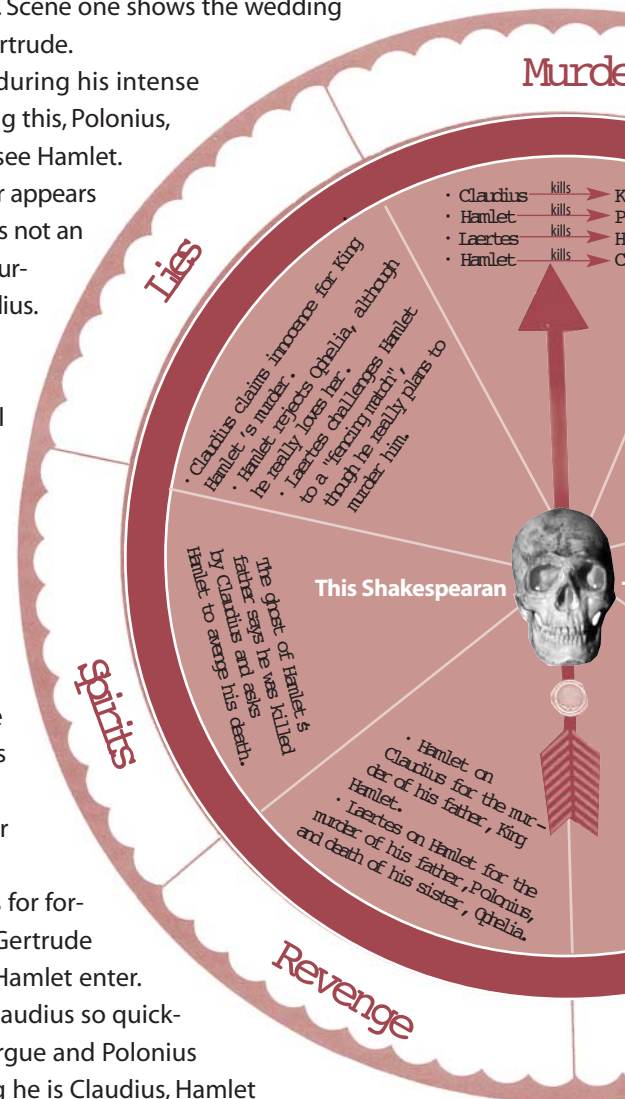 . Scene one shows the wedding
ertrude.
during his intense
g this, Polonius,
see Hamlet.
r appears
s not an
ur-
lius.
l
e
s
r
s for for-
Gertrude
Hamlet enter.
laudius so quick-
rgue and Polonius
g he is Claudius, Hamlet
Murde
· Claudius kills K
· Hamlet kills P
· Laertes kills H
· Hamlet kills C
Lies
·
· Claudius claims innocence for King
Hamlet 's murder.
· Hamlet rejects Ophelia, although
he really loves her.
· Laertes challenges Hamlet
to a "fencing match",
though he really plans to
murder him.
Spirits
The ghost of Hamlet's
father says he was killed
by Claudius and asks
Hamlet to avenge his death.
This Shakespearan
Revenge
· Hamlet on
Claudius for the mur-
der of his father, King
Hamlet.
· Laertes on Hamlet for the
murder of his father, Polonius,
and death of his sister, Ophelia.